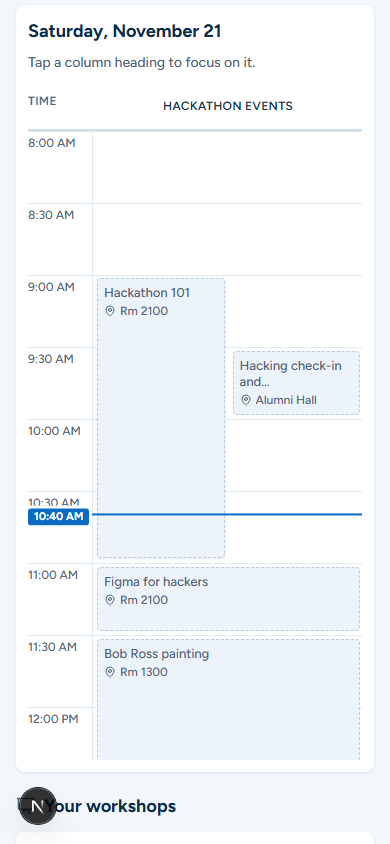 Saturday, November 21
Tap a column heading to focus on it.
TIME
HACKATHON EVENTS
8:00 AM
8:30 AM
9:00 AM
Hackathon 101
Rm 2100
9:30 AM
Hacking check-in
and...
Alumni Hall
10:00 AM
10:30 AM
10:40 AM
11:00 AM
Figma for hackers
Rm 2100
11:30 AM
Bob Ross painting
Rm 1300
12:00 PM
N
Your workshops